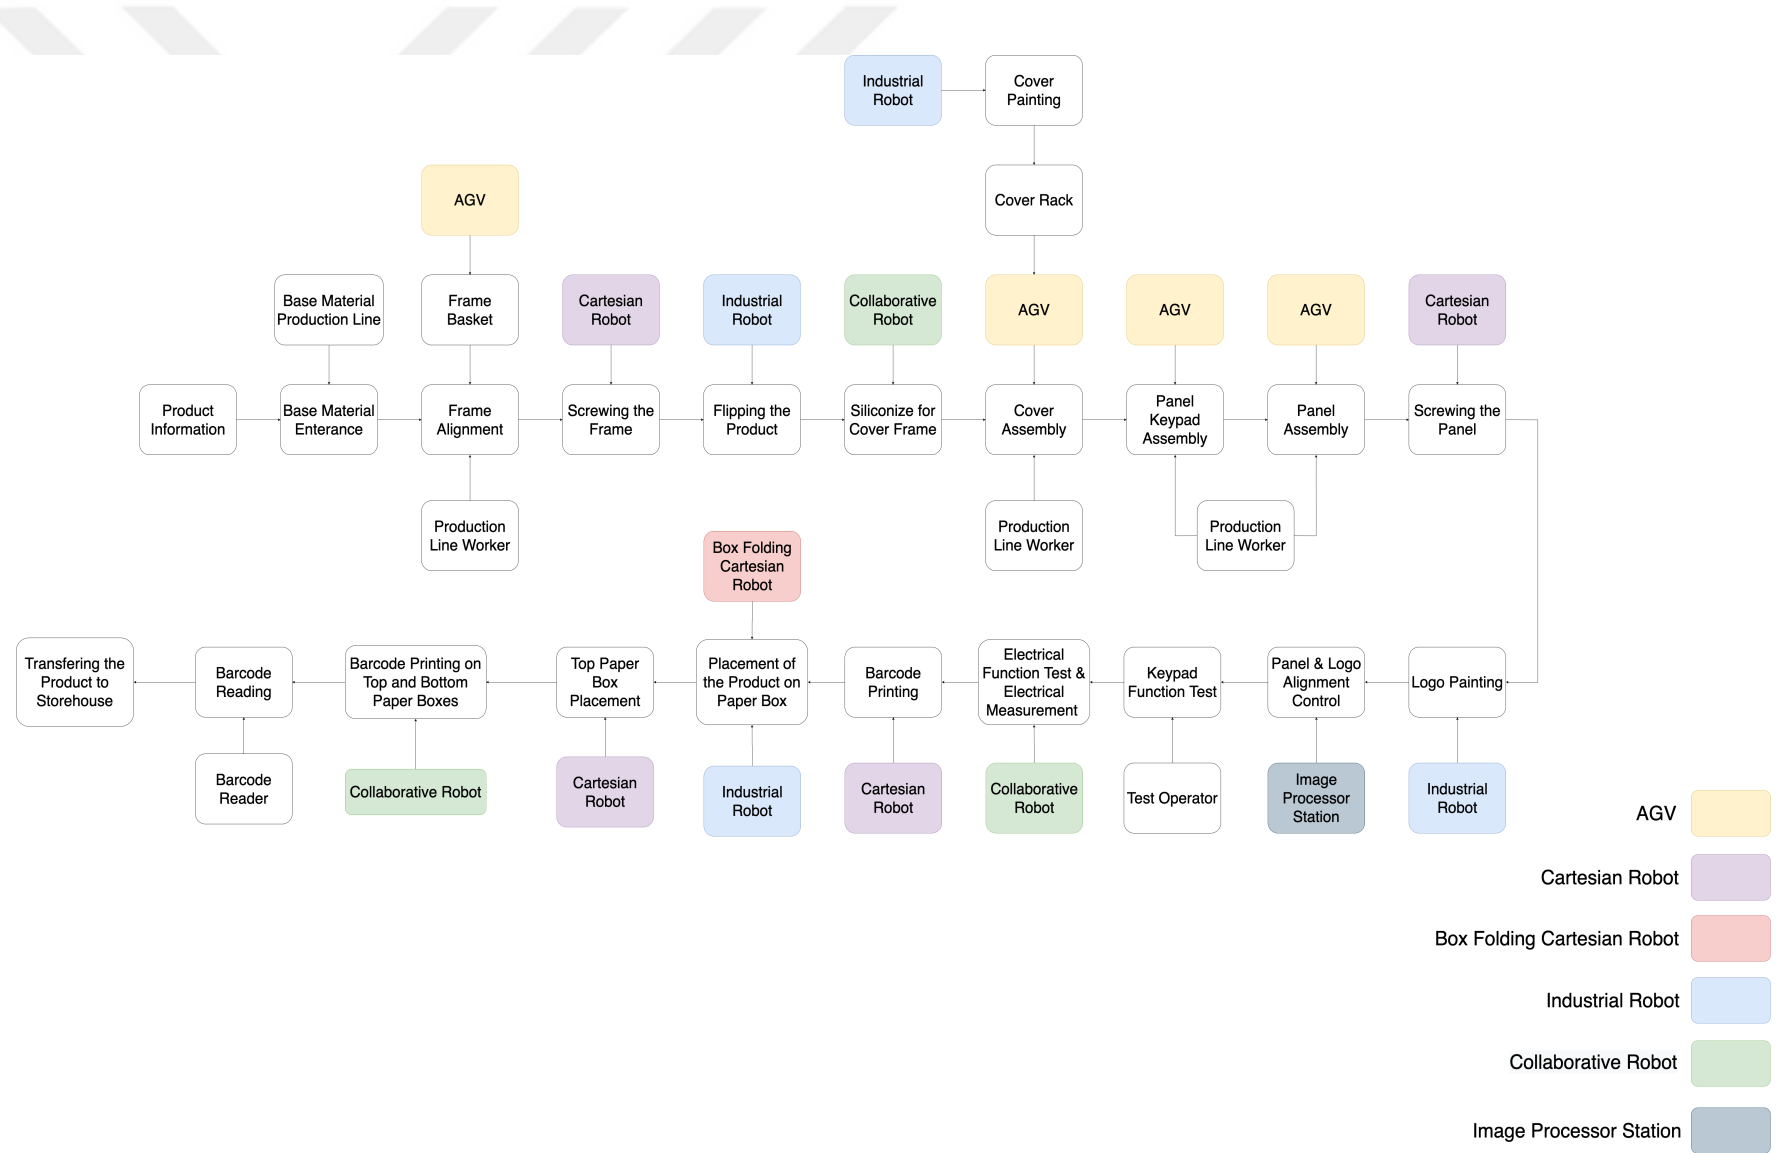 Industrial
Robot
Cover
Painting
AGV
Cover Rack
Base Material
Production Line
Frame
Basket
Cartesian
Robot
Industrial
Robot
Collaborative
Robot
AGV
AGV
AGV
Cartesian
Robot
Product
Information
Base Material
Enterance
Frame
Alignment
Screwing the
Frame
Flipping the
Product
Siliconize for
Cover Frame
Cover
Assembly
Panel
Keypad
Assembly
Panel
Assembly
Screwing the
Panel
Production
Line Worker
Box Folding
Cartesian
Robot
Production
Line Worker
Production
Line Worker
Transfering the
Product to
Storehouse
Barcode
Reading
Barcode Printing on
Top and Bottom
Paper Boxes
Top Paper
Box
Placement
Placement of
the Product on
Paper Box
Barcode
Printing
Electrical
Function Test &
Electrical
Measurement
Keypad
Function Test
Panel & Logo
Alignment
Control
Logo Painting
Barcode
Reader
Collaborative Robot
Cartesian
Robot
Industrial
Robot
Cartesian
Robot
Collaborative
Robot
Test Operator
Image
Processor
Station
Industrial
Robot
AGV
Cartesian Robot
Box Folding Cartesian Robot
Industrial Robot
Collaborative Robot
Image Processor Station